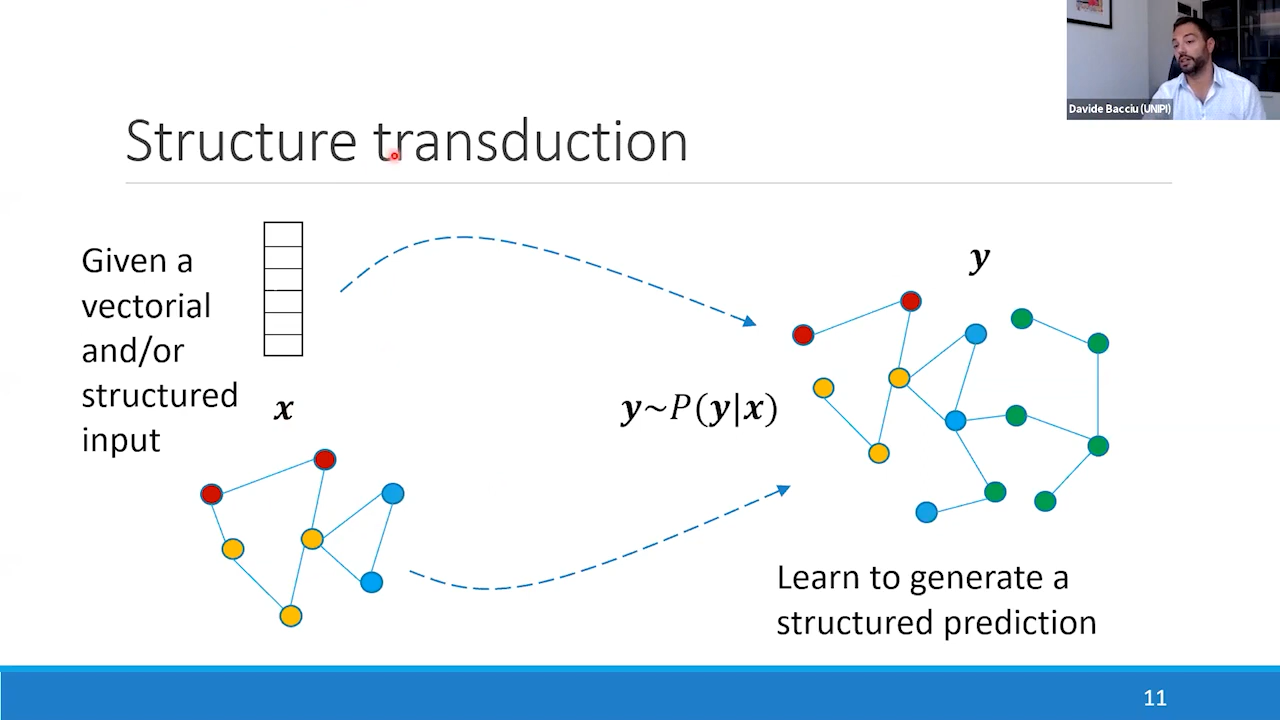 Davide Bacciu (UNIPI)
Structure transduction
Given a
vectorial
and/or
structured
input
x
y
y~P(y|x)
Learn to generate a
structured prediction
11